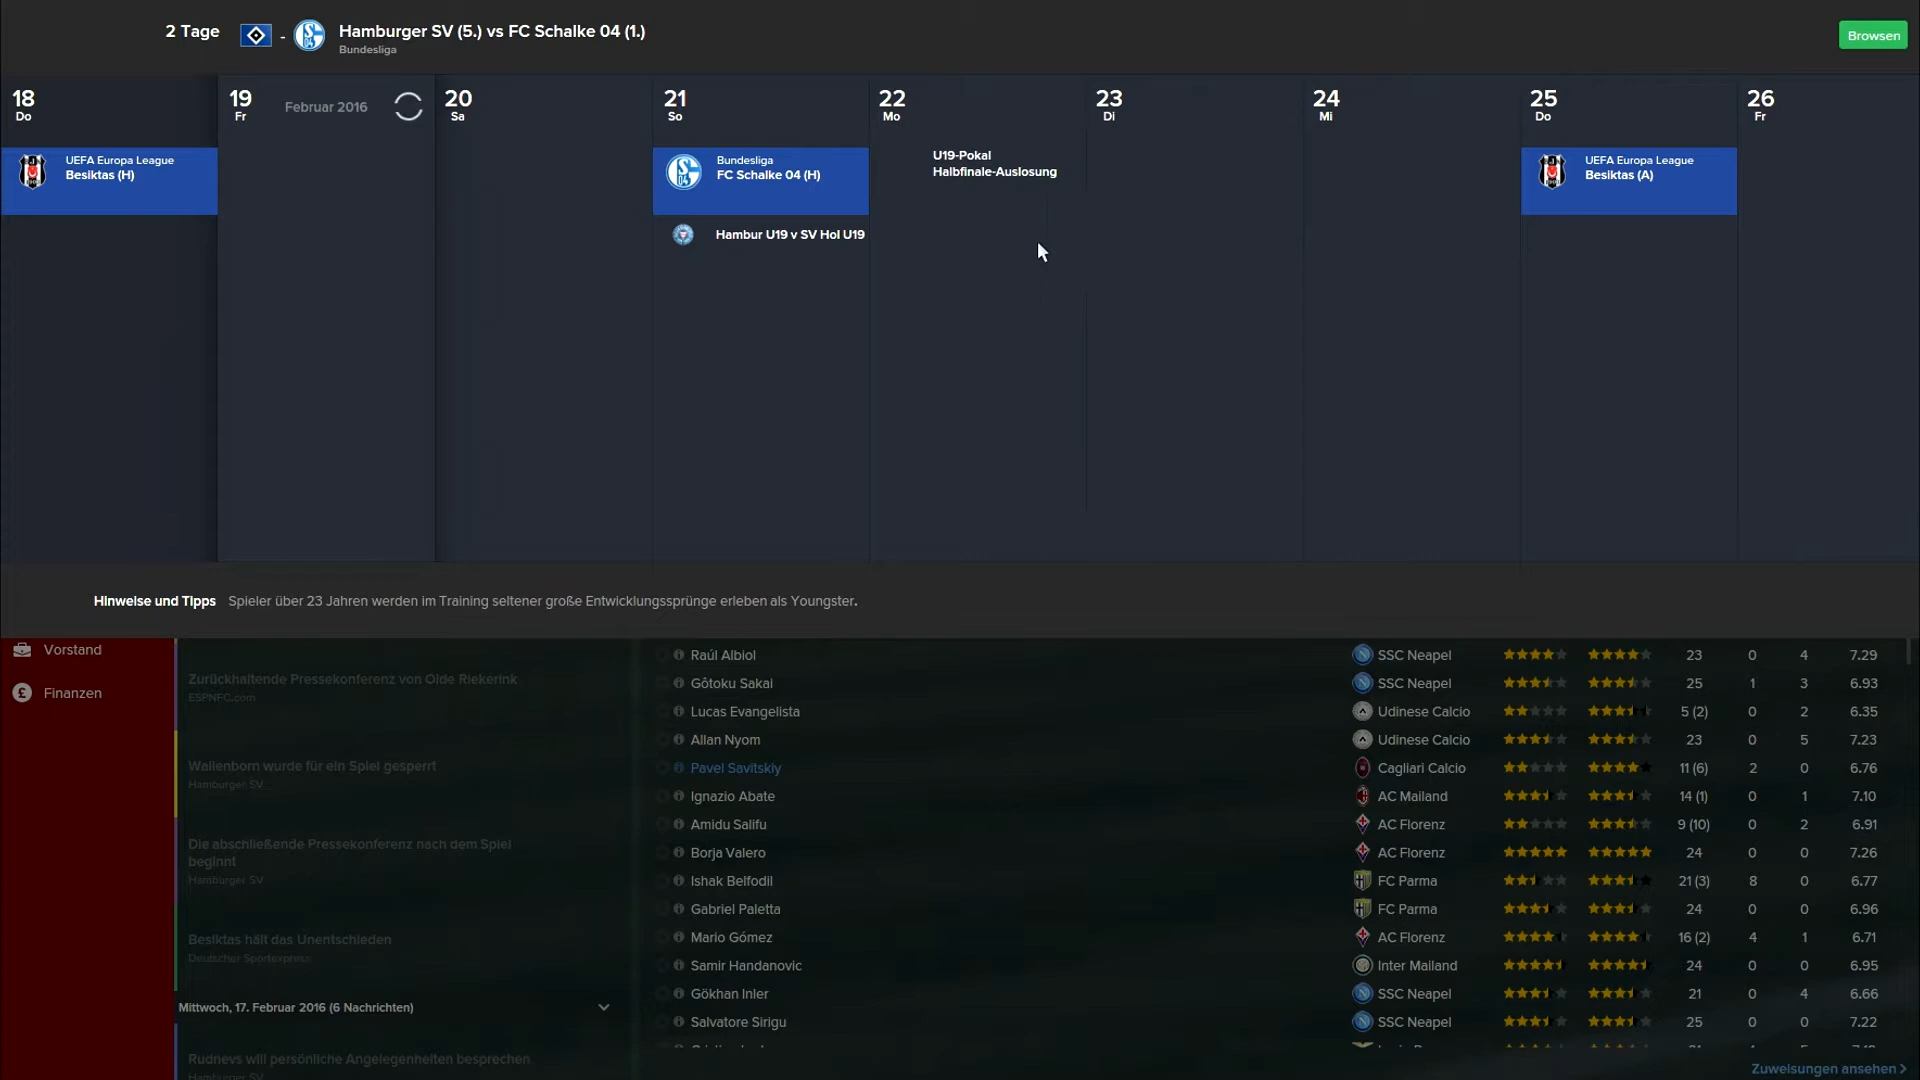 2 Tage
Hamburger SV (5.) vs FC Schalke 04 (1.)
Bundesliga
Browsen
18
Do
19
Fr
Februar 2016
20
Sa
21
So
22
Mo
23
Di
24
Mi
25
Do
26
Fr
UEFA Europa League
Besiktas (H)
Bundesliga
FC Schalke 04 (H)
Hambur U19 v SV Hol U19
U19-Pokal
Halbfinale-Auslosung
UEFA Europa League
Besiktas (A)
Hinweise und Tipps Spieler über 23 Jahren werden im Training seltener große Entwicklungssprünge erleben als Youngster.
Vorstand
Finanzen
Zurückhaltende Pressekonferenz von Olde Riekerink
ESPNFC.com
Wallenborn wurde für ein Spiel gesperrt
Hamburger SV
Die abschließende Pressekonferenz nach dem Spiel
beginnt
Hamburger SV
Besiktas hält das Unentschieden
Deutscher Sportexpress
Mittwoch, 17. Februar 2016 (6 Nachrichten)
Rudnevs will persönliche Angelegenheiten besprechen
Hamburger SV
Raúl Albiol SSC Neapel 23 0 4 7.29
Gôtoku Sakai SSC Neapel 25 1 3 6.93
Lucas Evangelista Udinese Calcio 5 (2) 0 2 6.35
Allan Nyom Udinese Calcio 23 0 5 7.23
Pavel Savitskiy Cagliari Calcio 11 (6) 2 0 6.76
Ignazio Abate AC Mailand 14 (1) 0 1 7.10
Amidu Salifu AC Florenz 9 (10) 0 2 6.91
Borja Valero AC Florenz 24 0 0 7.26
Ishak Belfodil FC Parma 21 (3) 8 0 6.77
Gabriel Paletta FC Parma 24 0 0 6.96
Mario Gómez AC Florenz 16 (2) 4 1 6.71
Samir Handanovic Inter Mailand 24 0 0 6.95
Gökhan Inler SSC Neapel 21 0 4 6.66
Salvatore Sirigu SSC Neapel 25 0 0 7.22
Zuweisungen ansehen >